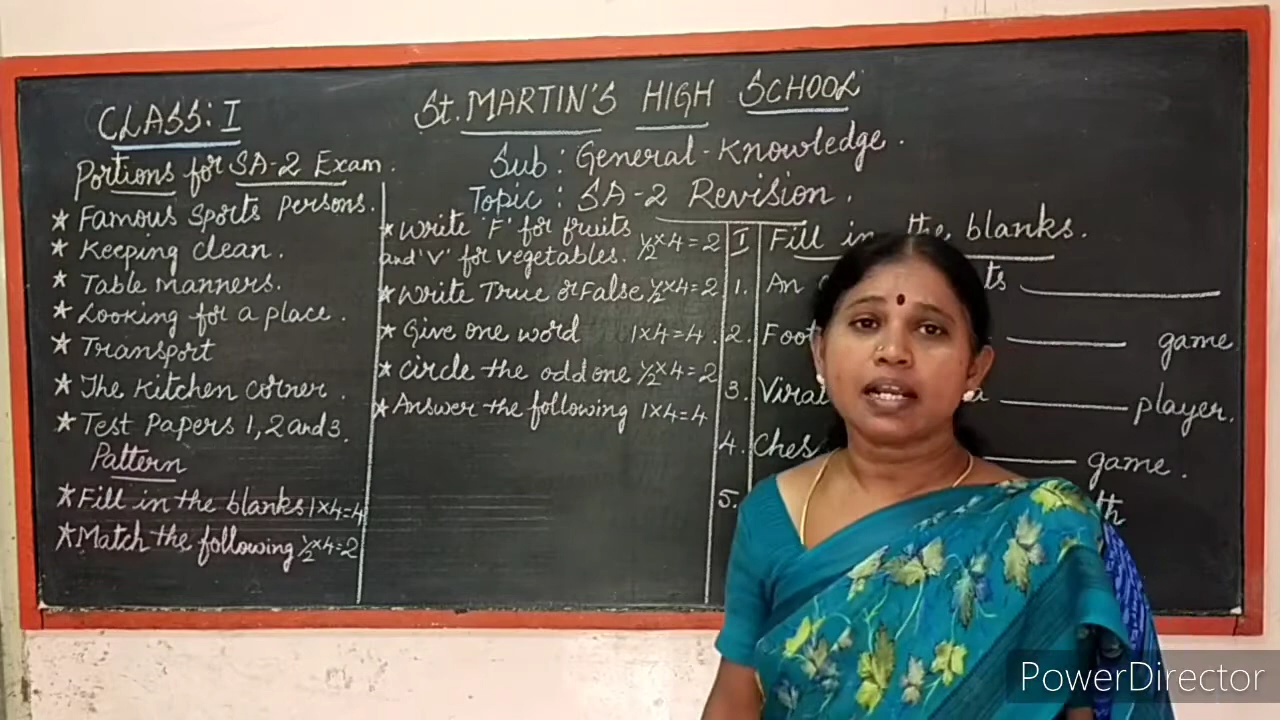 St. MARTIN'S HIGH SCHOOL
Sub : General-Knowledge.
Topic : SA-2 Revision.
CLASS: I
Portions for SA-2 Exam.
★ Famous Sports Persons.
★ Keeping clean.
★ Table manners.
★ Looking for a place.
★ Transport
★ The Kitchen corner.
★ Test Papers 1, 2 and 3.
Pattern
★ Fill in the blanks 1×4=4
★ Match the following ½×4=2
★ Write 'F' for fruits
and 'V' for vegetables. ½×4=2
★ Write True or False ½×4=2
★ Give one word 1×4=4.
★ Circle the odd one ½×4=2
★ Answer the following 1×4=4
I Fill in the blanks.
1. An ____
2. Foot ____ game
3. Virat ____ player.
4. Ches ____ game.
5.
PowerDirector